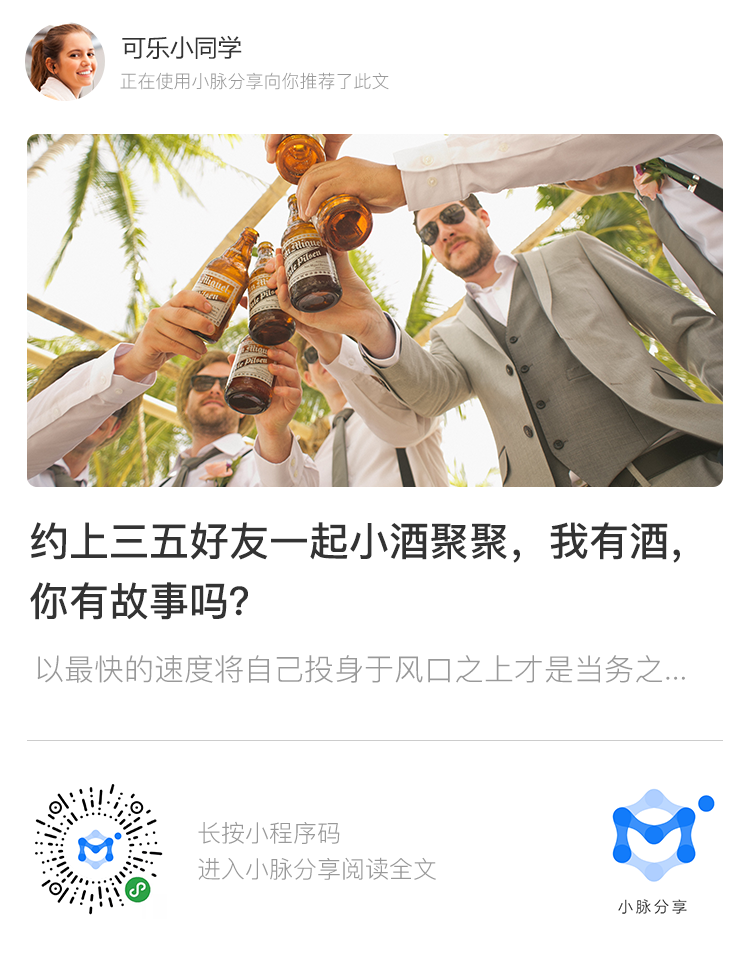 可乐小同学
正在使用小脉分享向你推荐了此文
Miguel
Pilsen
San Miguel
Pale Pilsen
约上三五好友一起小酒聚聚，我有酒，
你有故事吗？
以最快的速度将自己投身于风口之上才是当务之...
长按小程序码
进入小脉分享阅读全文
小脉分享